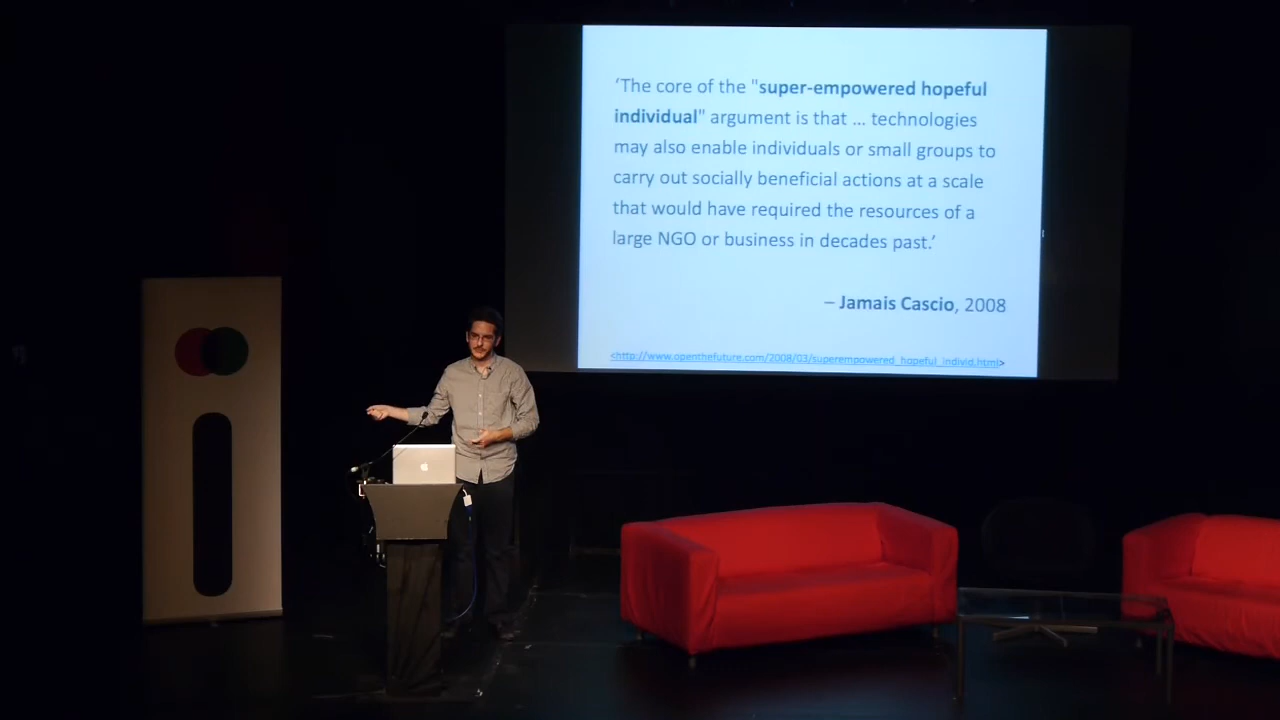 ‘The core of the "super-empowered hopeful
individual" argument is that ... technologies
may also enable individuals or small groups to
carry out socially beneficial actions at a scale
that would have required the resources of a
large NGO or business in decades past.’
– Jamais Cascio, 2008
<http://www.openthefuture.com/2008/03/superempowered_hopeful_individ.html>